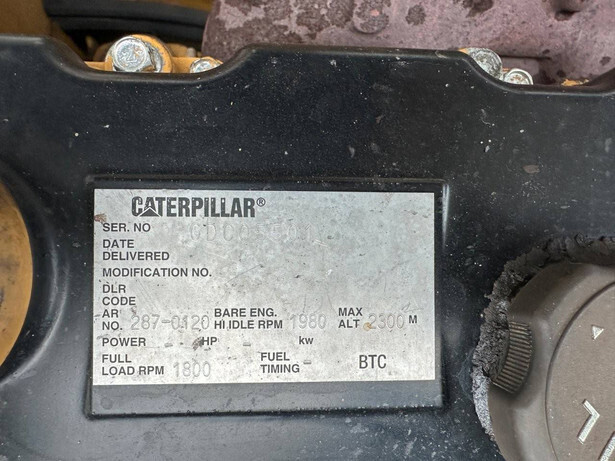 CATERPILLAR®
SER. NO
DATE
DELIVERED
MODIFICATION NO.
DLR
CODE
AR
NO. 287-0120 BARE ENG. HI IDLE RPM 1980 MAX ALT 2300 M
POWER - HP - kw
FULL
LOAD RPM 1800 FUEL TIMING - BTC